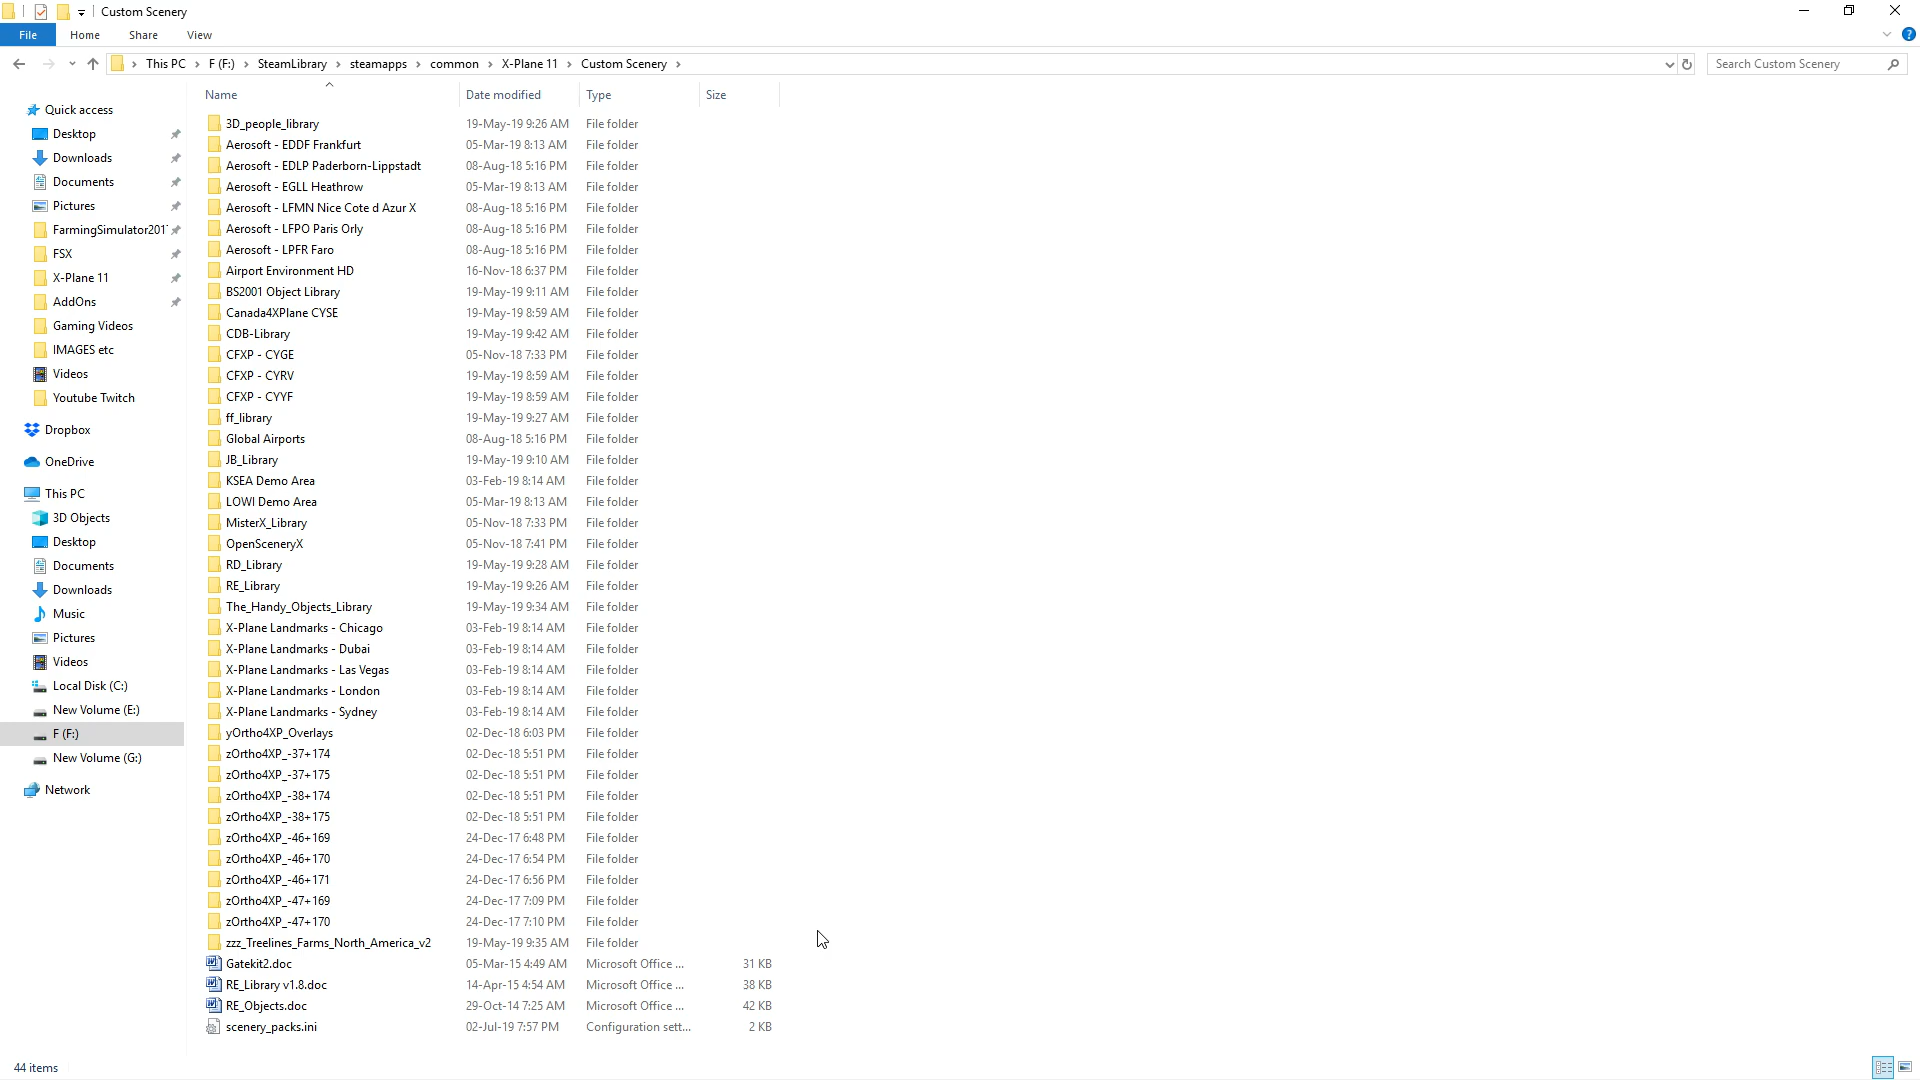 Custom Scenery
File Home Share View
This PC F (F:) SteamLibrary steamapps common X-Plane 11 Custom Scenery
Search Custom Scenery
Quick access
Desktop
Downloads
Documents
Pictures
FarmingSimulator201
FSX
X-Plane 11
AddOns
Gaming Videos
IMAGES etc
Videos
Youtube Twitch
Dropbox
OneDrive
This PC
3D Objects
Desktop
Documents
Downloads
Music
Pictures
Videos
Local Disk (C:)
New Volume (E:)
F (F:)
New Volume (G:)
Network
Name Date modified Type Size
3D_people_library 19-May-19 9:26 AM File folder
Aerosoft - EDDF Frankfurt 05-Mar-19 8:13 AM File folder
Aerosoft - EDLP Paderborn-Lippstadt 08-Aug-18 5:16 PM File folder
Aerosoft - EGLL Heathrow 05-Mar-19 8:13 AM File folder
Aerosoft - LFMN Nice Cote d Azur X 08-Aug-18 5:16 PM File folder
Aerosoft - LFPO Paris Orly 08-Aug-18 5:16 PM File folder
Aerosoft - LPFR Faro 08-Aug-18 5:16 PM File folder
Airport Environment HD 16-Nov-18 6:37 PM File folder
BS2001 Object Library 19-May-19 9:11 AM File folder
Canada4XPlane CYSE 19-May-19 8:59 AM File folder
CDB-Library 19-May-19 9:42 AM File folder
CFXP - CYGE 05-Nov-18 7:33 PM File folder
CFXP - CYRV 19-May-19 8:59 AM File folder
CFXP - CYYF 19-May-19 8:59 AM File folder
ff_library 19-May-19 9:27 AM File folder
Global Airports 08-Aug-18 5:16 PM File folder
JB_Library 19-May-19 9:10 AM File folder
KSEA Demo Area 03-Feb-19 8:14 AM File folder
LOWI Demo Area 05-Mar-19 8:13 AM File folder
MisterX_Library 05-Nov-18 7:33 PM File folder
OpenSceneryX 05-Nov-18 7:41 PM File folder
RD_Library 19-May-19 9:28 AM File folder
RE_Library 19-May-19 9:26 AM File folder
The_Handy_Objects_Library 19-May-19 9:34 AM File folder
X-Plane Landmarks - Chicago 03-Feb-19 8:14 AM File folder
X-Plane Landmarks - Dubai 03-Feb-19 8:14 AM File folder
X-Plane Landmarks - Las Vegas 03-Feb-19 8:14 AM File folder
X-Plane Landmarks - London 03-Feb-19 8:14 AM File folder
X-Plane Landmarks - Sydney 03-Feb-19 8:14 AM File folder
yOrtho4XP_Overlays 02-Dec-18 6:03 PM File folder
zOrtho4XP_-37+174 02-Dec-18 5:51 PM File folder
zOrtho4XP_-37+175 02-Dec-18 5:51 PM File folder
zOrtho4XP_-38+174 02-Dec-18 5:51 PM File folder
zOrtho4XP_-38+175 02-Dec-18 5:51 PM File folder
zOrtho4XP_-46+169 24-Dec-17 6:48 PM File folder
zOrtho4XP_-46+170 24-Dec-17 6:54 PM File folder
zOrtho4XP_-46+171 24-Dec-17 6:56 PM File folder
zOrtho4XP_-47+169 24-Dec-17 7:09 PM File folder
zOrtho4XP_-47+170 24-Dec-17 7:10 PM File folder
zzz_Treelines_Farms_North_America_v2 19-May-19 9:35 AM File folder
Gatekit2.doc 05-Mar-15 4:49 AM Microsoft Office ... 31 KB
RE_Library v1.8.doc 14-Apr-15 4:54 AM Microsoft Office ... 38 KB
RE_Objects.doc 29-Oct-14 7:25 AM Microsoft Office ... 42 KB
scenery_packs.ini 02-Jul-19 7:57 PM Configuration sett... 2 KB
44 items